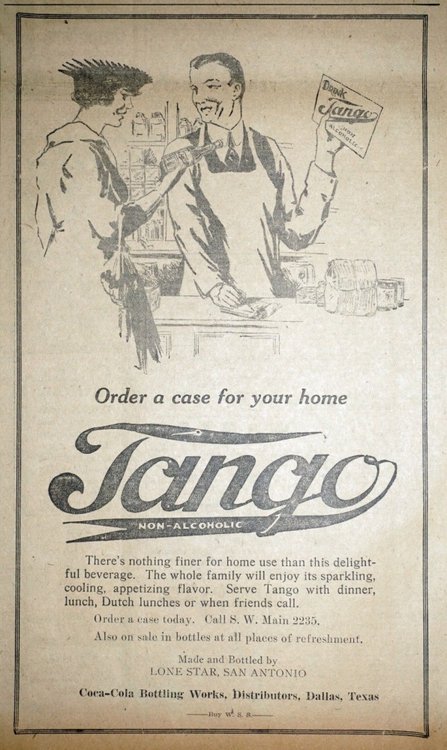 DRINK
Tango
NON
ALCOHOLIC
Order a case for your home
Tango
NON-ALCOHOLIC
There's nothing finer for home use than this delight-
ful beverage. The whole family will enjoy its sparkling,
cooling, appetizing flavor. Serve Tango with dinner,
lunch, Dutch lunches or when friends call.
Order a case today. Call S. W. Main 2235.
Also on sale in bottles at all places of refreshment.
Made and Bottled by
LONE STAR, SAN ANTONIO
Coca-Cola Bottling Works, Distributors, Dallas, Texas
Buy W. S. S.